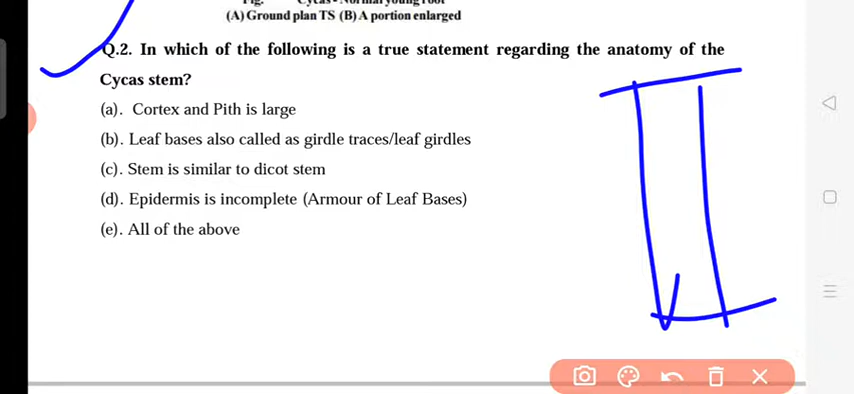 (A) Ground plan TS (B) A portion enlarged
Q.2. In which of the following is a true statement regarding the anatomy of the
Cycas stem?
(a). Cortex and Pith is large
(b). Leaf bases also called as girdle traces/leaf girdles
(c). Stem is similar to dicot stem
(d). Epidermis is incomplete (Armour of Leaf Bases)
(e). All of the above